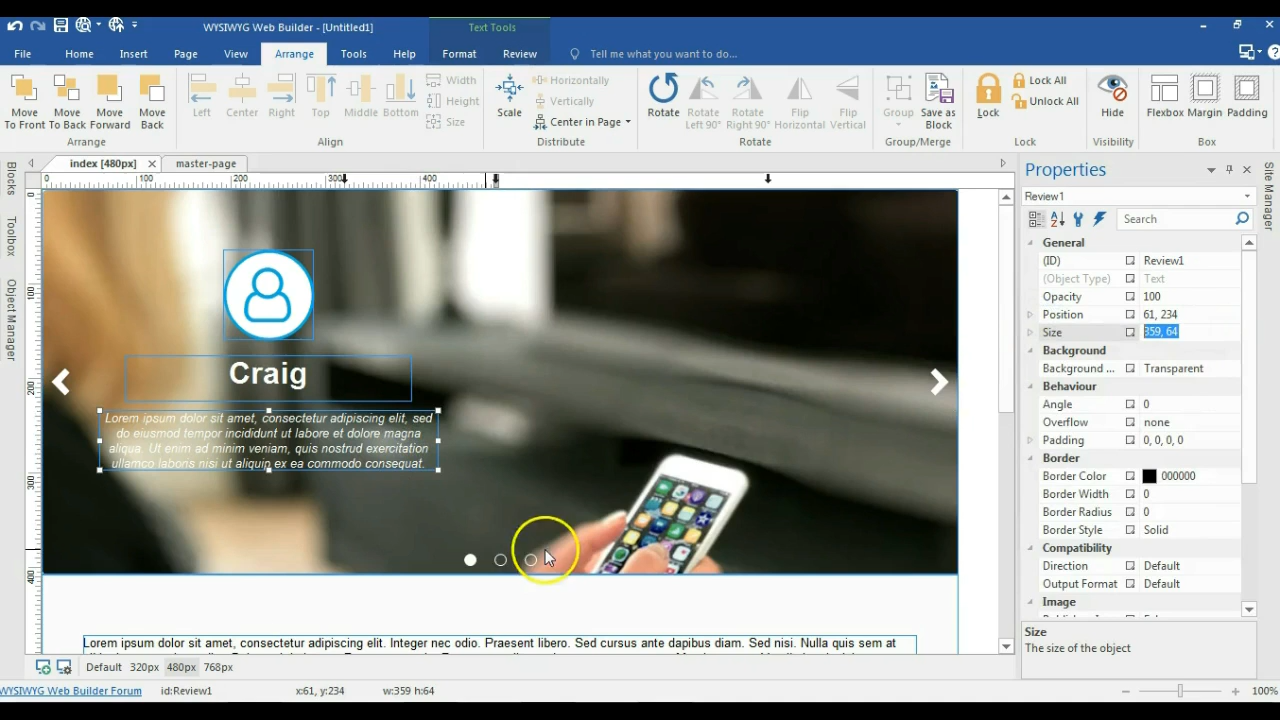 WYSIWYG Web Builder - [Untitled1]
Text Tools
File Home Insert Page View Arrange Tools Help Format Review Tell me what you want to do...
Move To Front
Move To Back
Move Forward
Move Back
Arrange
Left Center Right Top Middle Bottom
Width
Height
Size
Align
Scale
Horizontally
Vertically
Center in Page
Distribute
Rotate
Rotate Left 90°
Rotate Right 90°
Flip Horizontal
Flip Vertical
Rotate
Group
Save as Block
Group/Merge
Lock
Lock All
Unlock All
Lock
Hide
Visibility
Flexbox Margin Padding
Box
Blocks
Toolbox
Object Manager
index [480px]
master-page
0 100 200 300 400
0
100
200
300
400
Craig
Lorem ipsum dolor sit amet, consectetur adipiscing elit, sed
do eiusmod tempor incididunt ut labore et dolore magna
aliqua. Ut enim ad minim veniam, quis nostrud exercitation
ullamco laboris nisi ut aliquip ex ea commodo consequat.
Lorem ipsum dolor sit amet, consectetur adipiscing elit. Integer nec odio. Praesent libero. Sed cursus ante dapibus diam. Sed nisi. Nulla quis sem at
Default 320px 480px 768px
Properties
Review1
Search
General
(ID) Review1
(Object Type) Text
Opacity 100
Position 61, 234
Size 359, 64
Background
Background ... Transparent
Behaviour
Angle 0
Overflow none
Padding 0, 0, 0, 0
Border
Border Color 000000
Border Width 0
Border Radius 0
Border Style Solid
Compatibility
Direction Default
Output Format Default
Image
Size
The size of the object
Site Manager
WYSIWYG Web Builder Forum id:Review1 x:61, y:234 w:359 h:64 100%